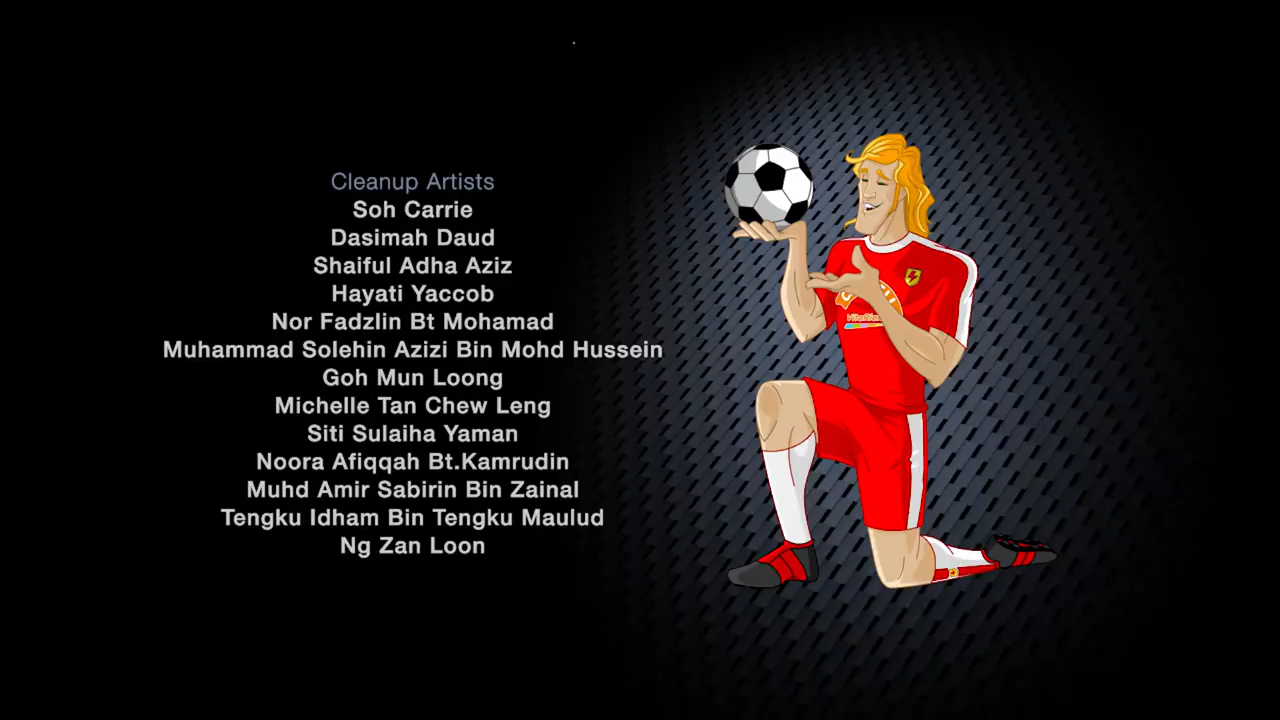 Cleanup Artists
Soh Carrie
Dasimah Daud
Shaiful Adha Aziz
Hayati Yaccob
Nor Fadzlin Bt Mohamad
Muhammad Solehin Azizi Bin Mohd Hussein
Goh Mun Loong
Michelle Tan Chew Leng
Siti Sulaiha Yaman
Noora Afiqqah Bt.Kamrudin
Muhd Amir Sabirin Bin Zainal
Tengku Idham Bin Tengku Maulud
Ng Zan Loon